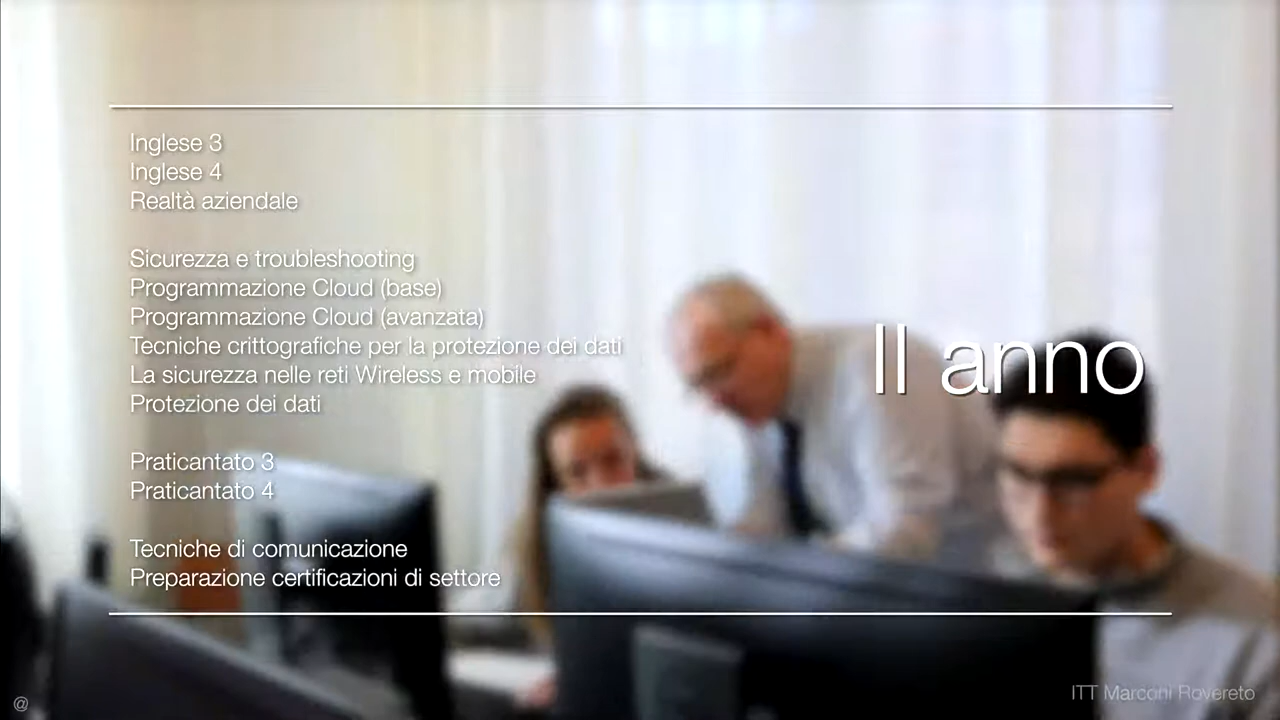 Inglese 3
Inglese 4
Realtà aziendale
Sicurezza e troubleshooting
Programmazione Cloud (base)
Programmazione Cloud (avanzata)
Tecniche crittografiche per la protezione dei dati
La sicurezza nelle reti Wireless e mobile
Protezione dei dati
Praticantato 3
Praticantato 4
Tecniche di comunicazione
Preparazione certificazioni di settore
II anno
@
ITT Marconi Rovereto